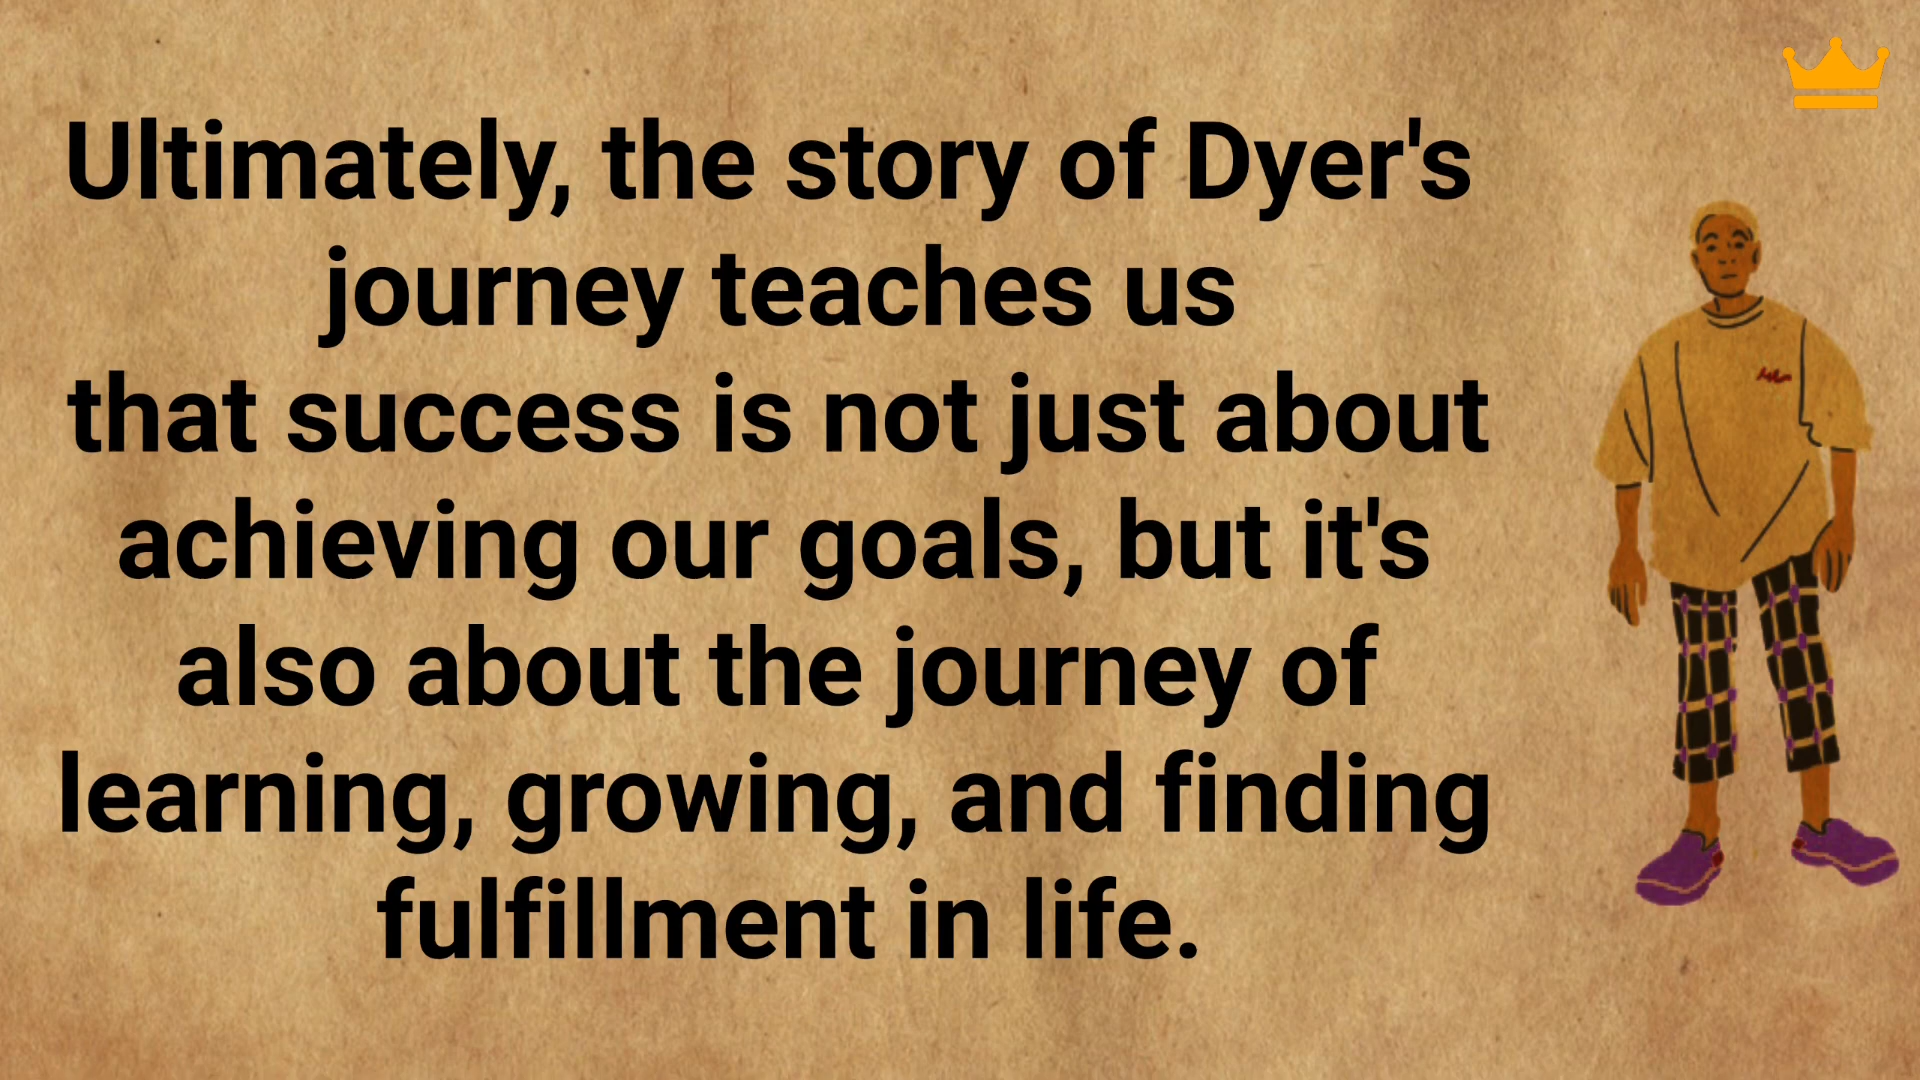 Ultimately, the story of Dyer's
journey teaches us
that success is not just about
achieving our goals, but it's
also about the journey of
learning, growing, and finding
fulfillment in life.